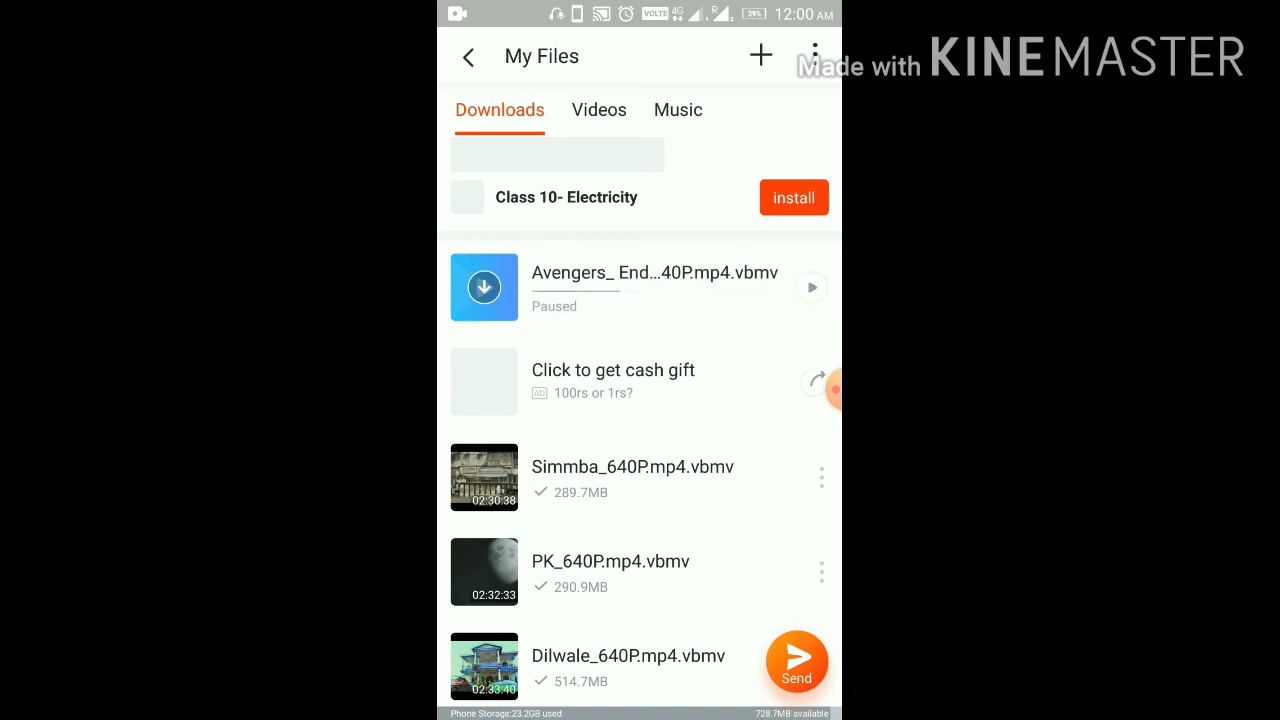 VOLTE 4G R 39% 12:00 AM
My Files
Made with KINEMASTER
Downloads Videos Music
Class 10- Electricity
install
Avengers_ End...40P.mp4.vbmv
Paused
Click to get cash gift
AD 100rs or 1rs?
Simmba_640P.mp4.vbmv
02:30:38
289.7MB
PK_640P.mp4.vbmv
02:32:33
290.9MB
Dilwale_640P.mp4.vbmv
02:33:40
514.7MB
Send
Phone Storage:23.2GB used
728.7MB available